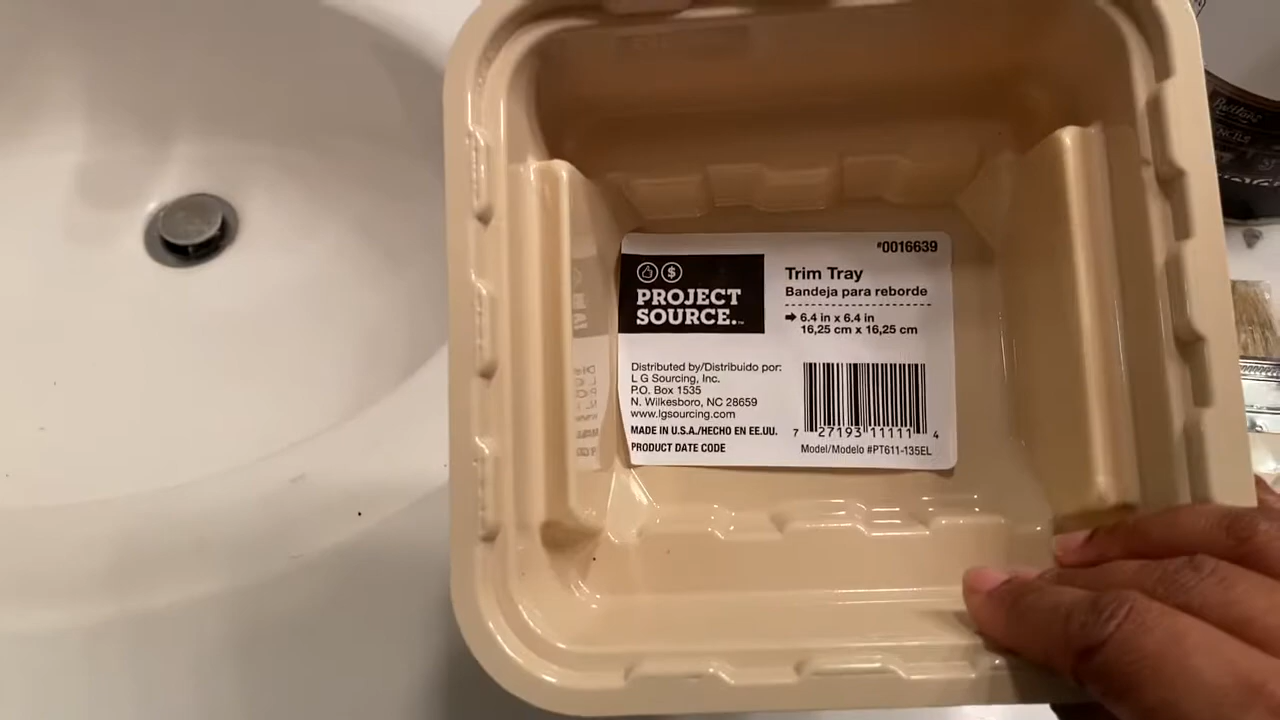 #0016639
PROJECT
SOURCE.™
Trim Tray
Bandeja para reborde
6.4 in x 6.4 in
16,25 cm x 16,25 cm
Distributed by/Distribuido por:
L G Sourcing, Inc.
P.O. Box 1535
N. Wilkesboro, NC 28659
www.lgsourcing.com
MADE IN U.S.A./HECHO EN EE.UU.
PRODUCT DATE CODE
7 27193 11111 4
Model/Modelo #PT611-135EL